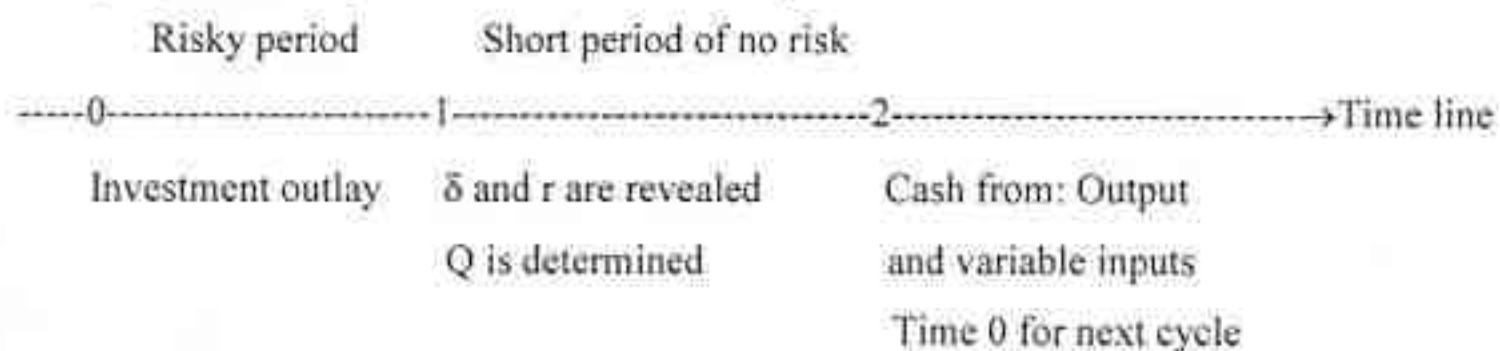 Risky period Short period of no risk
-----0----------------------1-----------------------------2------------------------------→Time line
Investment outlay δ and r are revealed Cash from: Output
Q is determined and variable inputs
Time 0 for next cycle